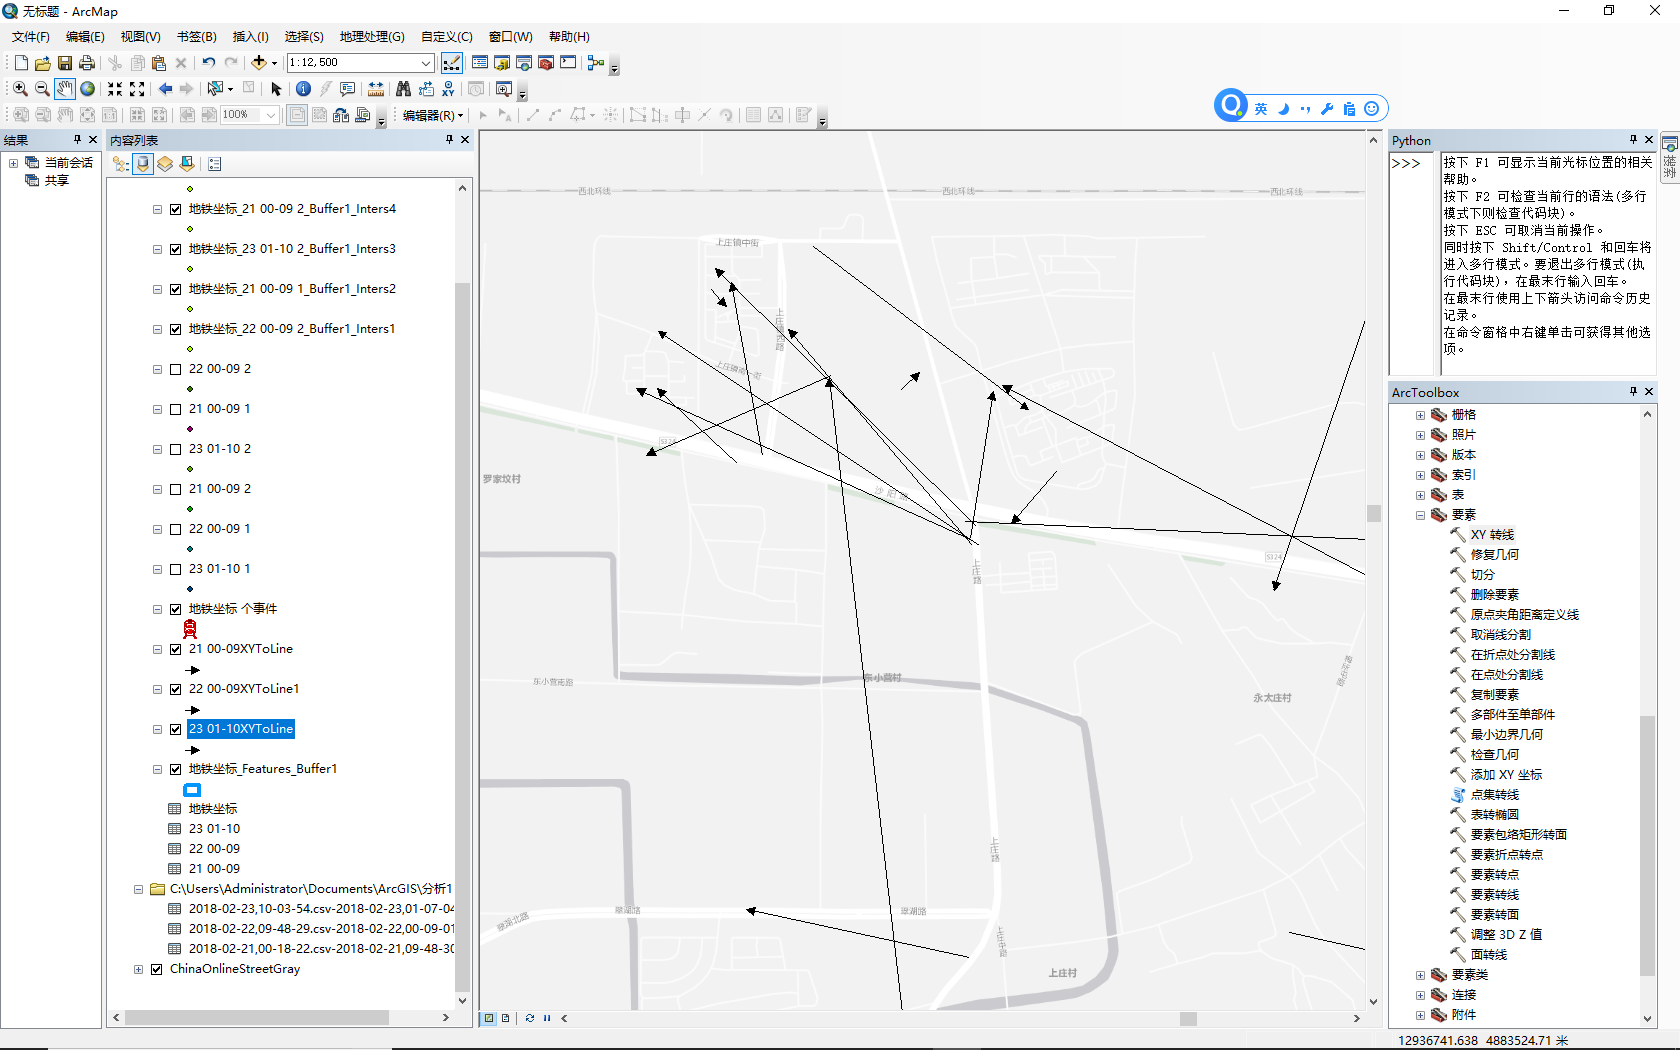 无标题 - ArcMap
文件(F) 编辑(E) 视图(V) 书签(B) 插入(I) 选择(S) 地理处理(G) 自定义(C) 窗口(W) 帮助(H)
1:12,500
100%
编辑器(R)
英
结果
当前会话
共享
内容列表
地铁坐标_21 00-09 2_Buffer1_Inters4
地铁坐标_23 01-10 2_Buffer1_Inters3
地铁坐标_21 00-09 1_Buffer1_Inters2
地铁坐标_22 00-09 2_Buffer1_Inters1
22 00-09 2
21 00-09 1
23 01-10 2
21 00-09 2
22 00-09 1
23 01-10 1
地铁坐标 个事件
21 00-09XYToLine
22 00-09XYToLine1
23 01-10XYToLine
地铁坐标_Features_Buffer1
地铁坐标
23 01-10
22 00-09
21 00-09
C:\Users\Administrator\Documents\ArcGIS\分析1
2018-02-23,10-03-54.csv-2018-02-23,01-07-04
2018-02-22,09-48-29.csv-2018-02-22,00-09-01
2018-02-21,00-18-22.csv-2018-02-21,09-48-30
ChinaOnlineStreetGray
西北环线
西北环线
西北环线
上庄镇中街
上庄镇西路
上庄镇南一街
S124
罗家坟村
沙阳路
S124
上庄路
东小营南路
东小营村
永太庄村
上庄路
翠湖北路
翠湖路
翠湖路
上庄村
Python
>>>
按下 F1 可显示当前光标位置的相关
帮助。
按下 F2 可检查当前行的语法(多行
模式下则检查代码块)。
按下 ESC 可取消当前操作。
同时按下 Shift/Control 和回车将
进入多行模式。要退出多行模式(执
行代码块)，在最末行输入回车。
在最末行使用上下箭头访问命令历史
记录。
在命令窗格中右键单击可获得其他选
项。
ArcToolbox
栅格
照片
版本
索引
表
要素
XY 转线
修复几何
切分
删除要素
原点夹角距离定义线
取消线分割
在折点处分割线
在点处分割线
复制要素
多部件至单部件
最小边界几何
检查几何
添加 XY 坐标
点集转线
表转椭圆
要素包络矩形转面
要素折点转点
要素转点
要素转线
要素转面
调整 3D Z 值
面转线
要素类
连接
附件
12936741.638 4883524.71 米